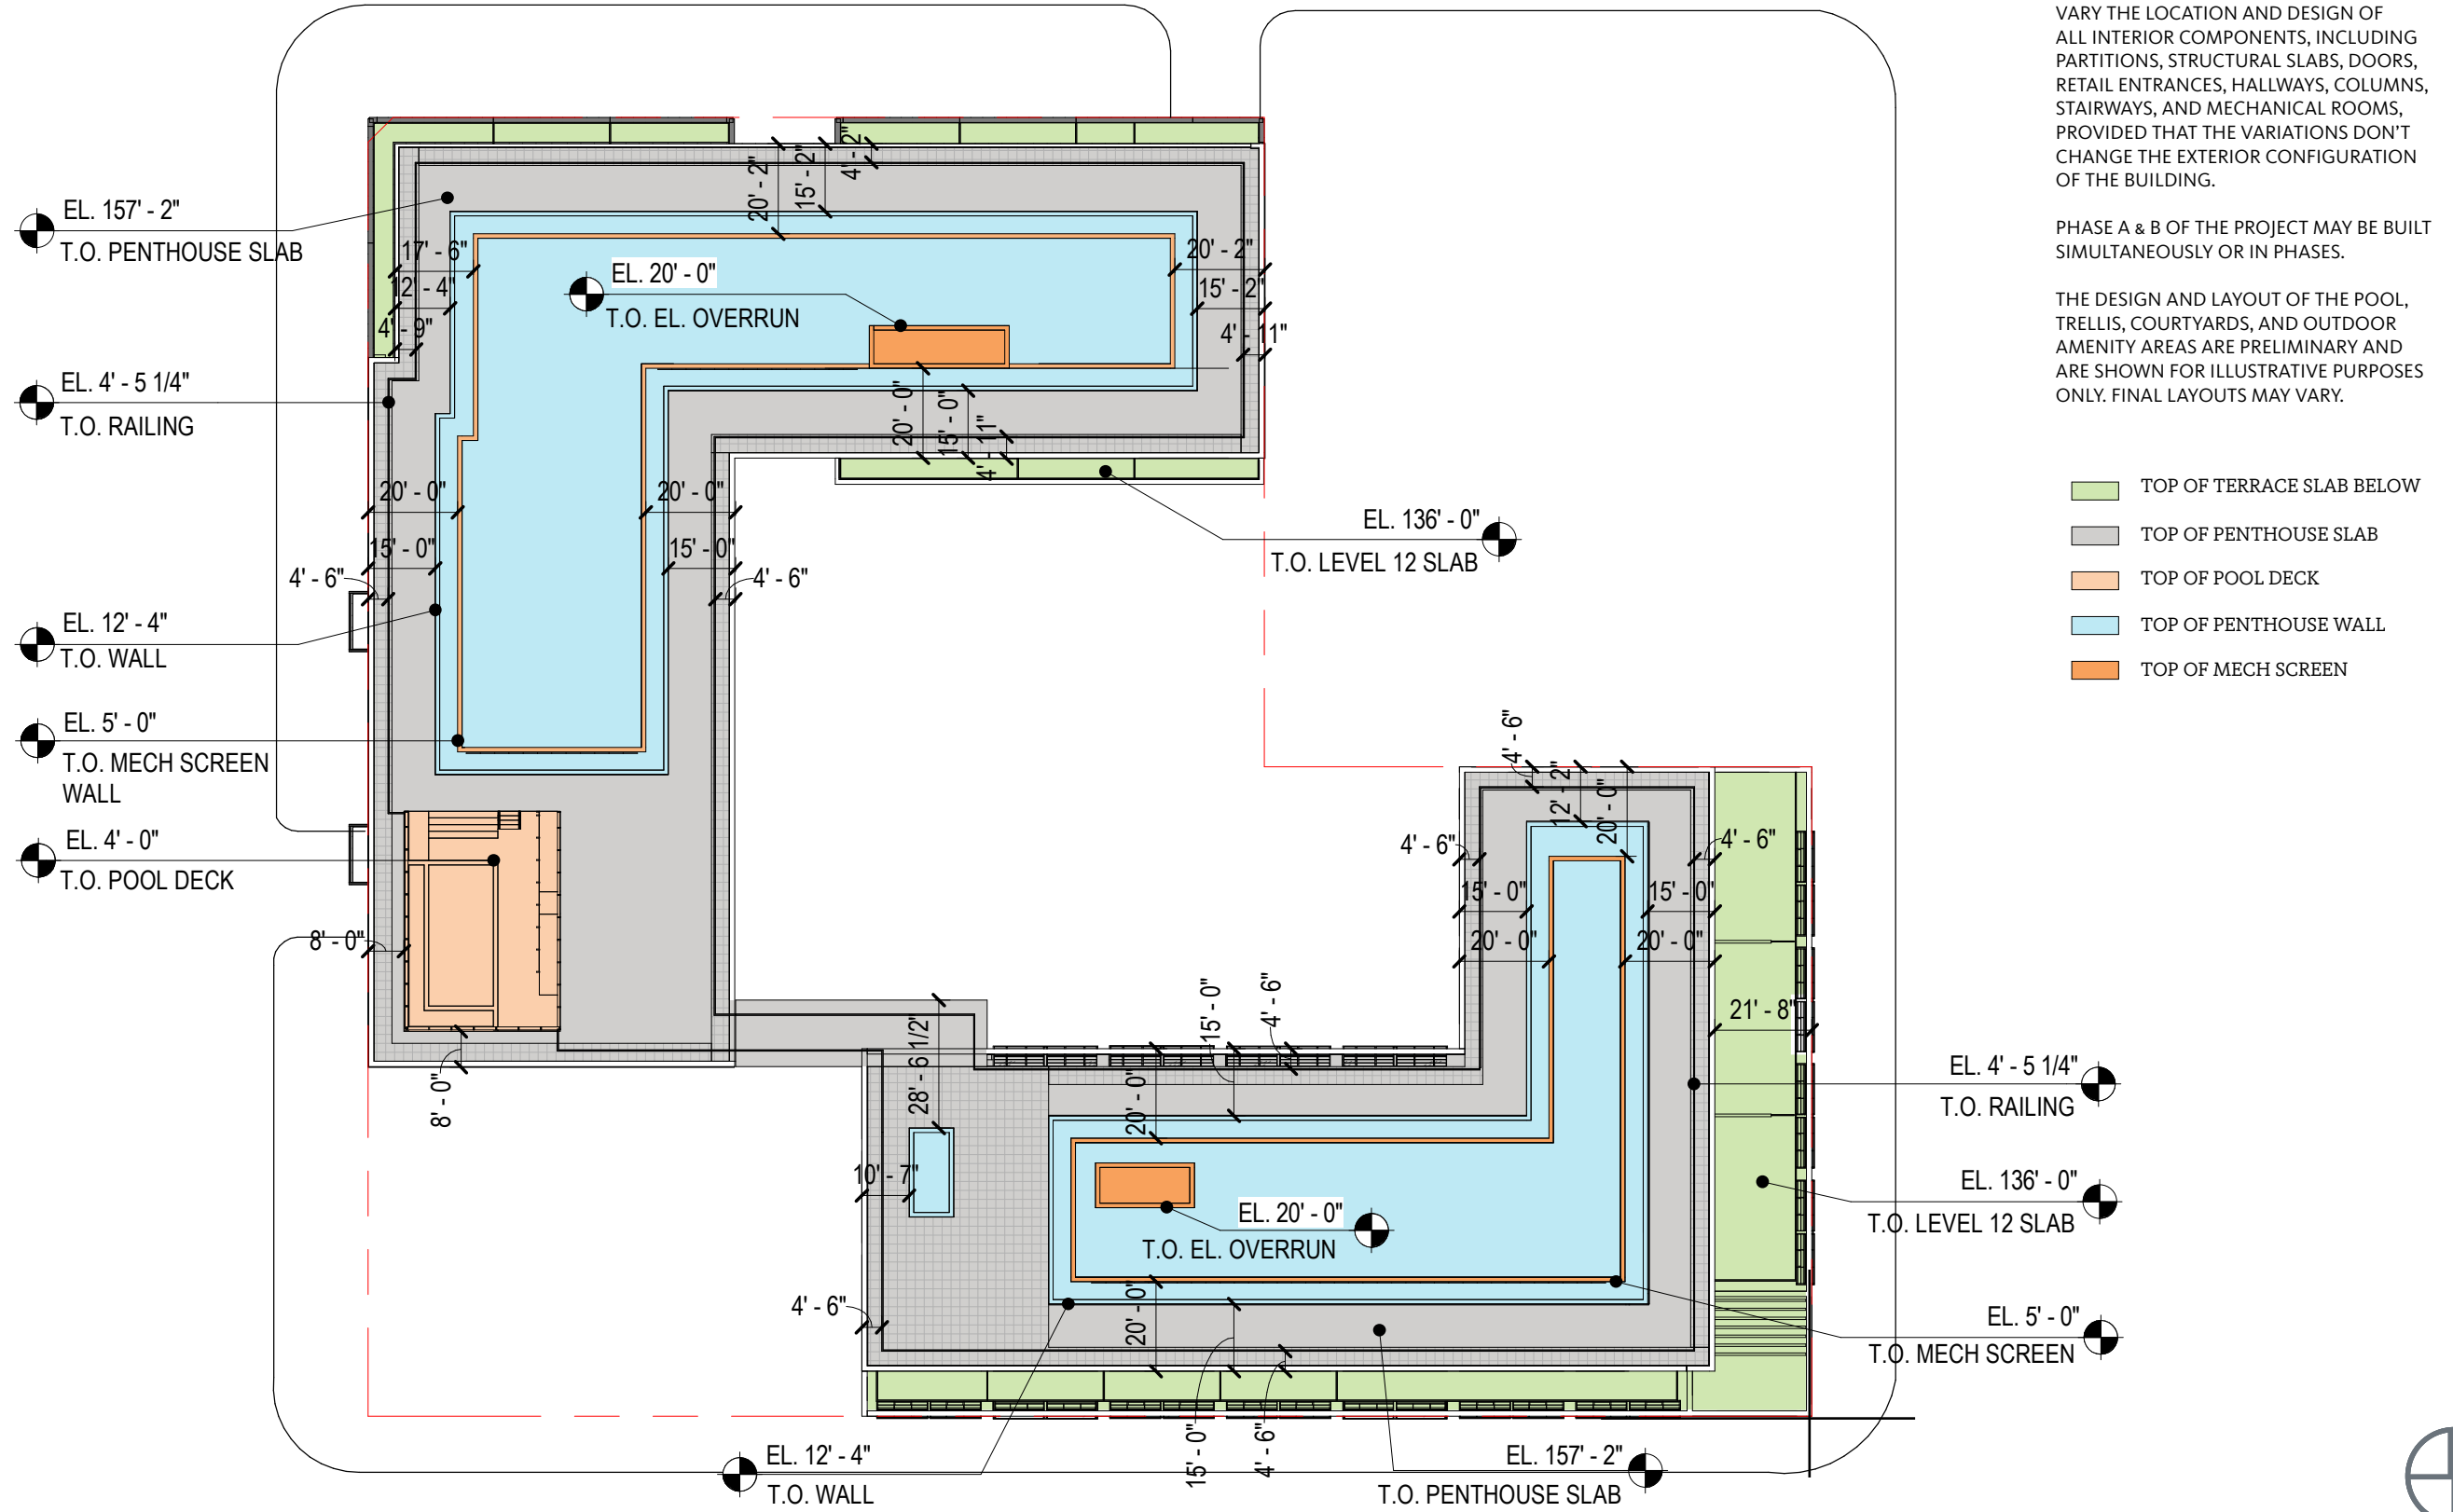 VARY THE LOCATION AND DESIGN OF
ALL INTERIOR COMPONENTS, INCLUDING
PARTITIONS, STRUCTURAL SLABS, DOORS,
RETAIL ENTRANCES, HALLWAYS, COLUMNS,
STAIRWAYS, AND MECHANICAL ROOMS,
PROVIDED THAT THE VARIATIONS DON'T
CHANGE THE EXTERIOR CONFIGURATION
OF THE BUILDING.
PHASE A & B OF THE PROJECT MAY BE BUILT
SIMULTANEOUSLY OR IN PHASES.
THE DESIGN AND LAYOUT OF THE POOL,
TRELLIS, COURTYARDS, AND OUTDOOR
AMENITY AREAS ARE PRELIMINARY AND
ARE SHOWN FOR ILLUSTRATIVE PURPOSES
ONLY. FINAL LAYOUTS MAY VARY.
TOP OF TERRACE SLAB BELOW
TOP OF PENTHOUSE SLAB
TOP OF POOL DECK
TOP OF PENTHOUSE WALL
TOP OF MECH SCREEN
EL. 157' - 2"
T.O. PENTHOUSE SLAB
EL. 4' - 5 1/4"
T.O. RAILING
EL. 12' - 4"
T.O. WALL
EL. 5' - 0"
T.O. MECH SCREEN
WALL
EL. 4' - 0"
T.O. POOL DECK
EL. 20' - 0"
T.O. EL. OVERRUN
20' - 2"
15' - 2"
4' - 2"
17' - 6"
12' - 4"
4' - 9"
20' - 2"
15' - 2"
4' - 11"
20' - 0"
15' - 0"
4' - 11"
20' - 0"
15' - 0"
4' - 6"
20' - 0"
15' - 0"
4' - 6"
EL. 136' - 0"
T.O. LEVEL 12 SLAB
8' - 0"
8' - 0"
4' - 6"
12' - 2"
20' - 0"
4' - 6"
4' - 6"
15' - 0"
15' - 0"
20' - 0"
20' - 0"
21' - 8"
28' - 6 1/2"
20' - 0"
15' - 0"
4' - 6"
10' - 7"
EL. 20' - 0"
T.O. EL. OVERRUN
4' - 6"
20' - 0"
15' - 0"
4' - 6"
EL. 4' - 5 1/4"
T.O. RAILING
EL. 136' - 0"
T.O. LEVEL 12 SLAB
EL. 5' - 0"
T.O. MECH SCREEN
EL. 12' - 4"
T.O. WALL
EL. 157' - 2"
T.O. PENTHOUSE SLAB